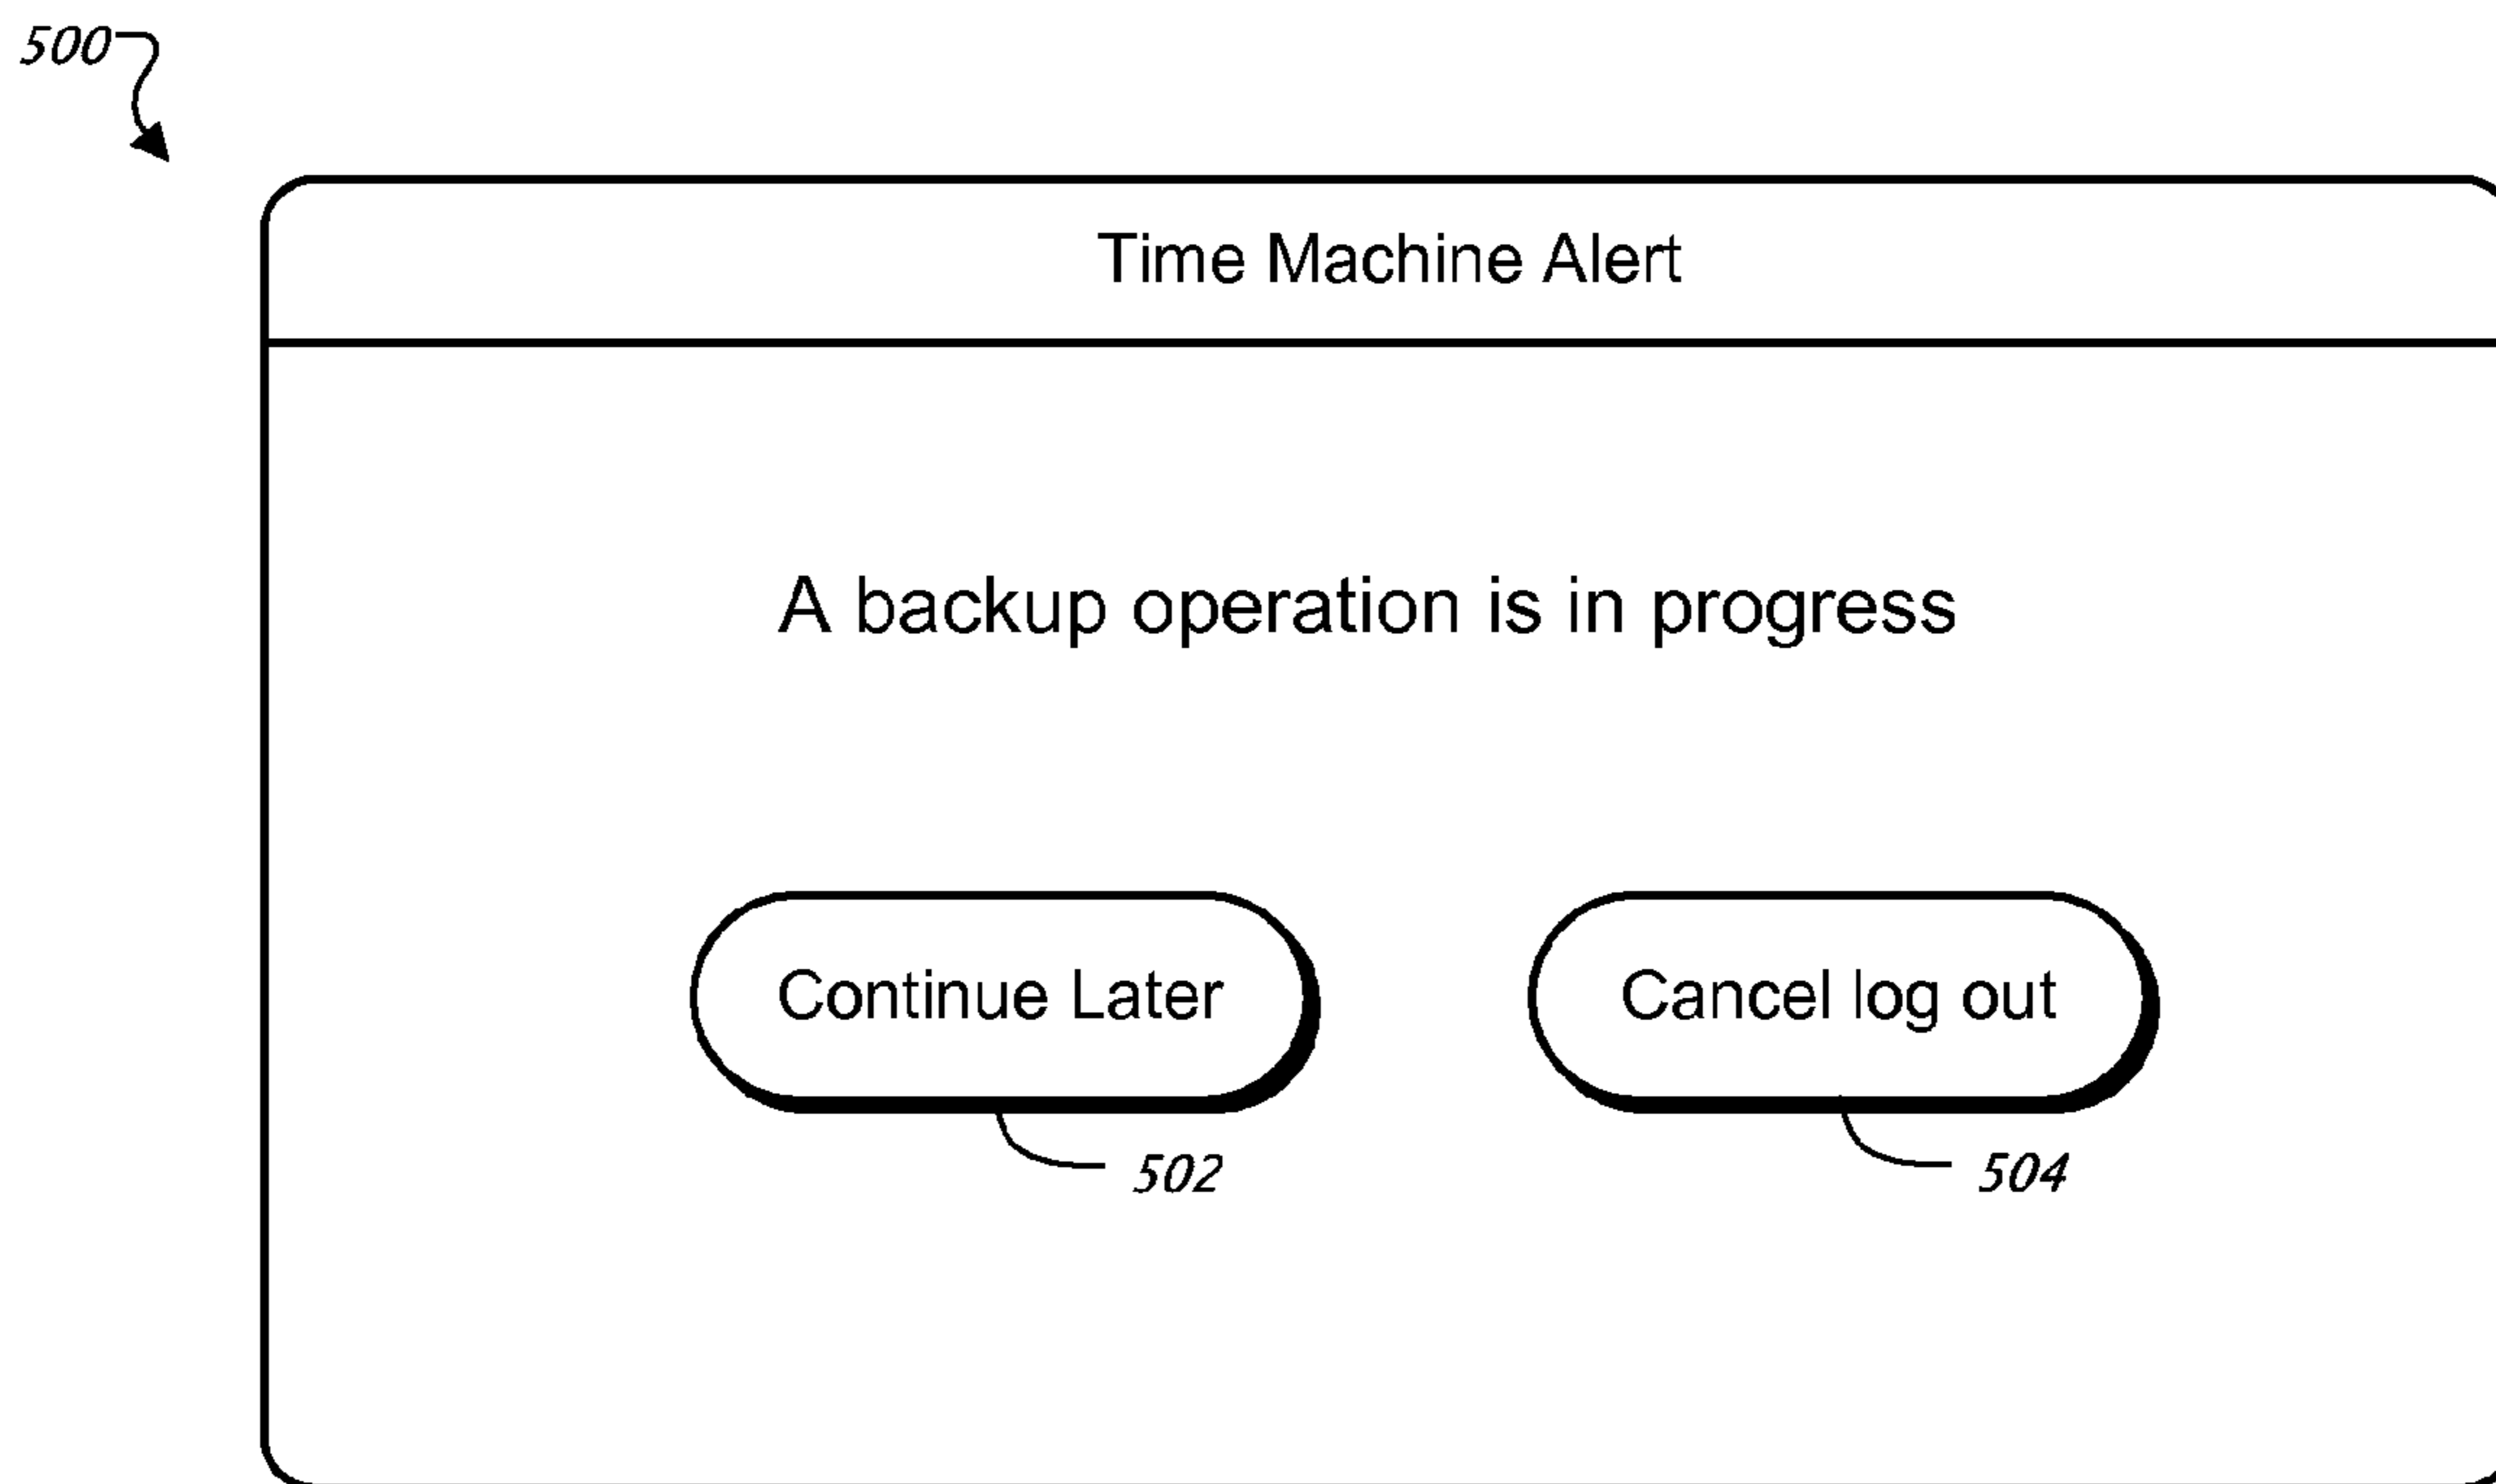 500
Time Machine Alert
A backup operation is in progress
Continue Later
Cancel log out
502
504